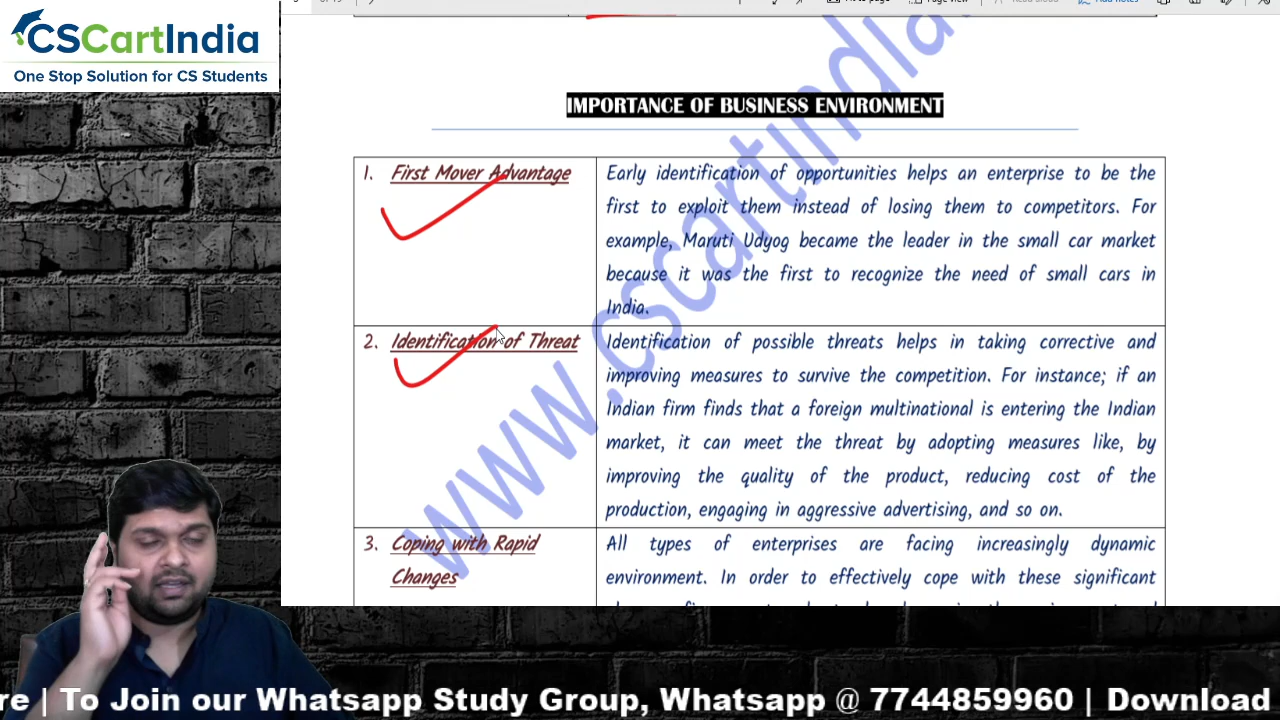 CSCartIndia
One Stop Solution for CS Students
IMPORTANCE OF BUSINESS ENVIRONMENT
1. First Mover Advantage
Early identification of opportunities helps an enterprise to be the
first to exploit them instead of losing them to competitors. For
example, Maruti Udyog became the leader in the small car market
because it was the first to recognize the need of small cars in
India.
2. Identification of Threat
Identification of possible threats helps in taking corrective and
improving measures to survive the competition. For instance; if an
Indian firm finds that a foreign multinational is entering the Indian
market, it can meet the threat by adopting measures like, by
improving the quality of the product, reducing cost of the
production, engaging in aggressive advertising, and so on.
3. Coping with Rapid
Changes
All types of enterprises are facing increasingly dynamic
environment. In order to effectively cope with these significant
www.cscartindia
re | To Join our Whatsapp Study Group, Whatsapp @ 7744859960 | Download